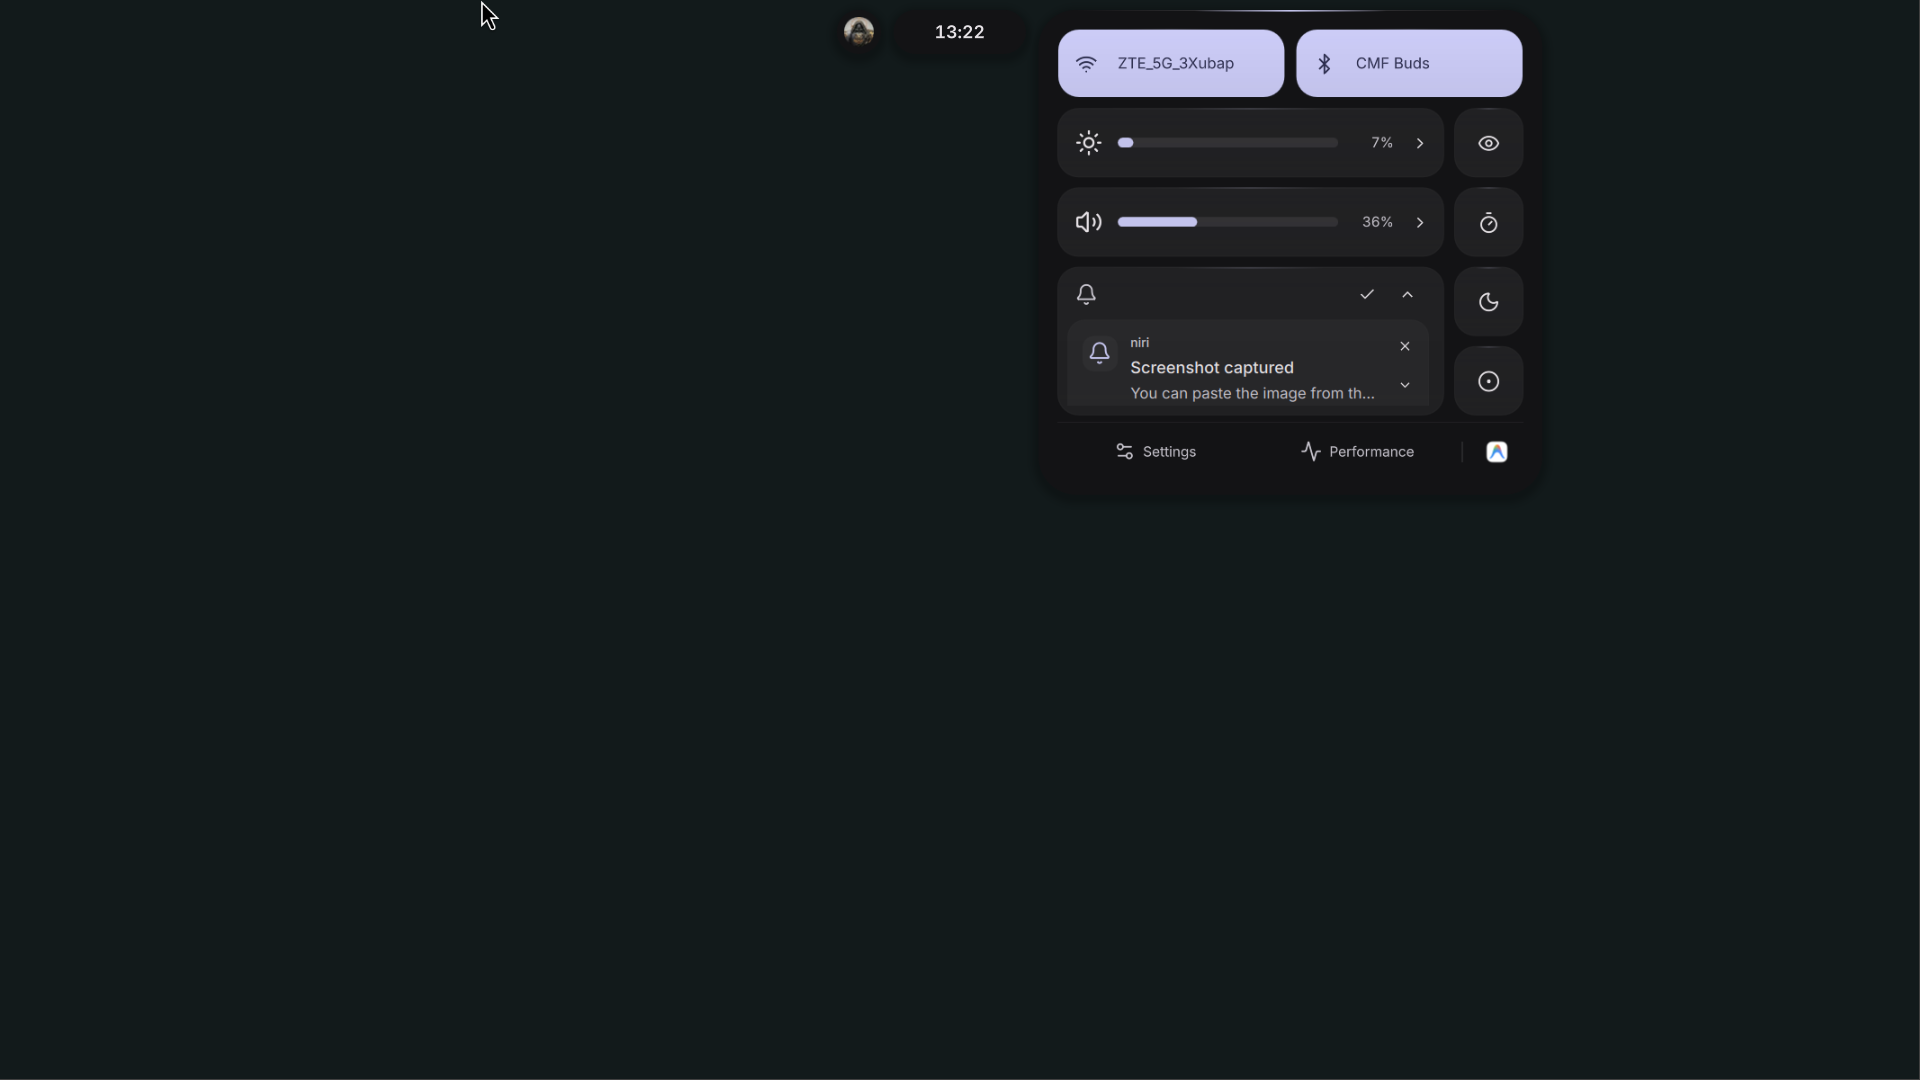 13:22
ZTE_5G_3Xubap
CMF Buds
7%
36%
niri
Screenshot captured
You can paste the image from th...
Settings
Performance